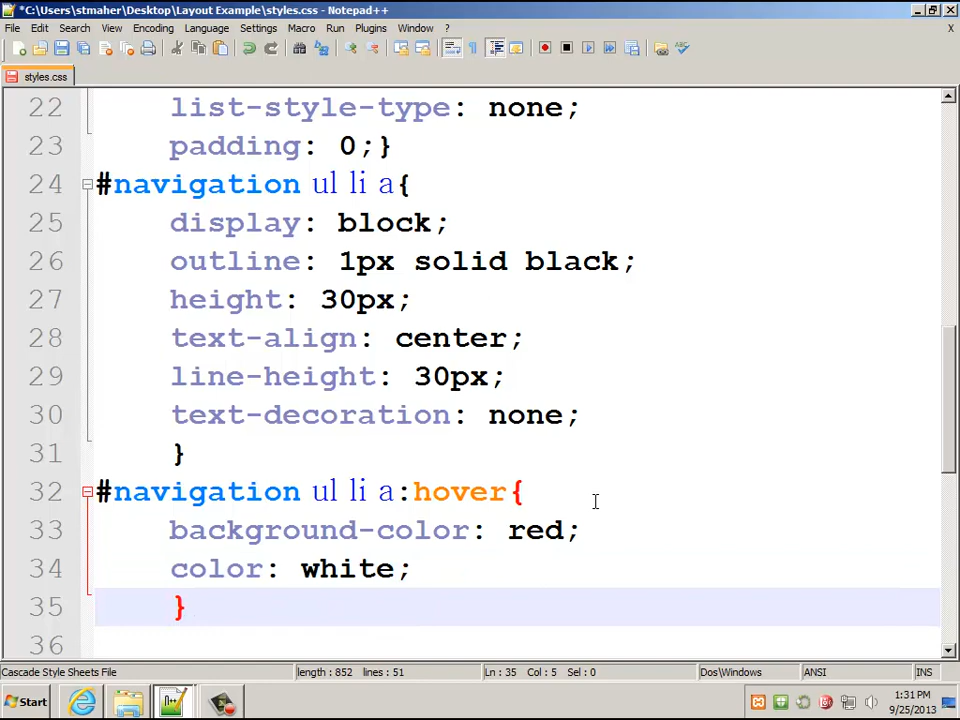 *C:\Users\stmaher\Desktop\Layout Example\styles.css - Notepad++
File Edit Search View Encoding Language Settings Macro Run Plugins Window ? X
styles.css
22 list-style-type: none;
23 padding: 0;}
24 #navigation ul li a{
25 display: block;
26 outline: 1px solid black;
27 height: 30px;
28 text-align: center;
29 line-height: 30px;
30 text-decoration: none;
31 }
32 #navigation ul li a:hover{
33 background-color: red;
34 color: white;
35 }
36
Cascade Style Sheets File length : 852 lines : 51 Ln : 35 Col : 5 Sel : 0 Dos\Windows ANSI INS
Start 1:31 PM
9/25/2013